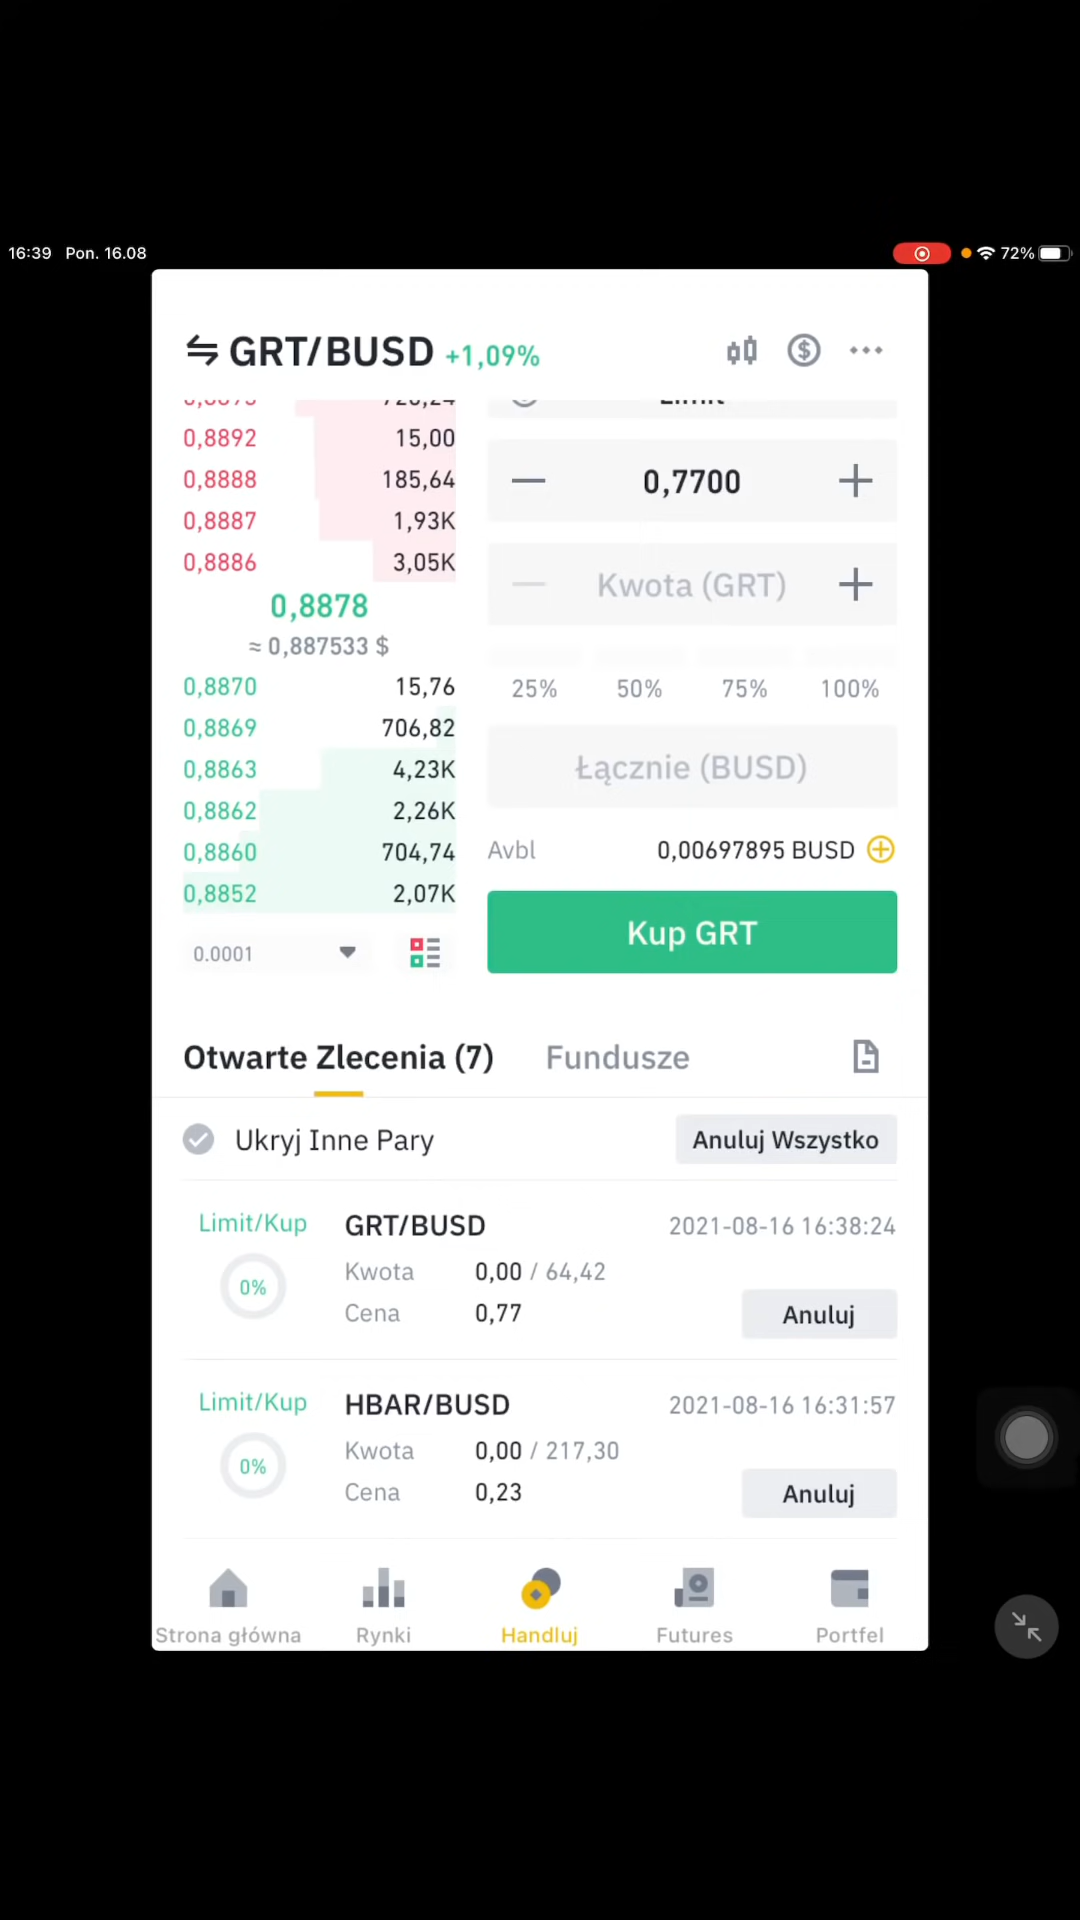 16:39 Pon. 16.08 72%
GRT/BUSD +1,09%
0,8892 15,00
0,8888 185,64
0,8887 1,93K
0,8886 3,05K
0,8878
≈ 0,887533 $
0,8870 15,76
0,8869 706,82
0,8863 4,23K
0,8862 2,26K
0,8860 704,74
0,8852 2,07K
0.0001
Limit
0,7700
Kwota (GRT)
25% 50% 75% 100%
Łącznie (BUSD)
Avbl 0,00697895 BUSD
Kup GRT
Otwarte Zlecenia (7) Fundusze
Ukryj Inne Pary Anuluj Wszystko
Limit/Kup GRT/BUSD 2021-08-16 16:38:24
0% Kwota 0,00 / 64,42
Cena 0,77 Anuluj
Limit/Kup HBAR/BUSD 2021-08-16 16:31:57
0% Kwota 0,00 / 217,30
Cena 0,23 Anuluj
Strona główna Rynki Handluj Futures Portfel